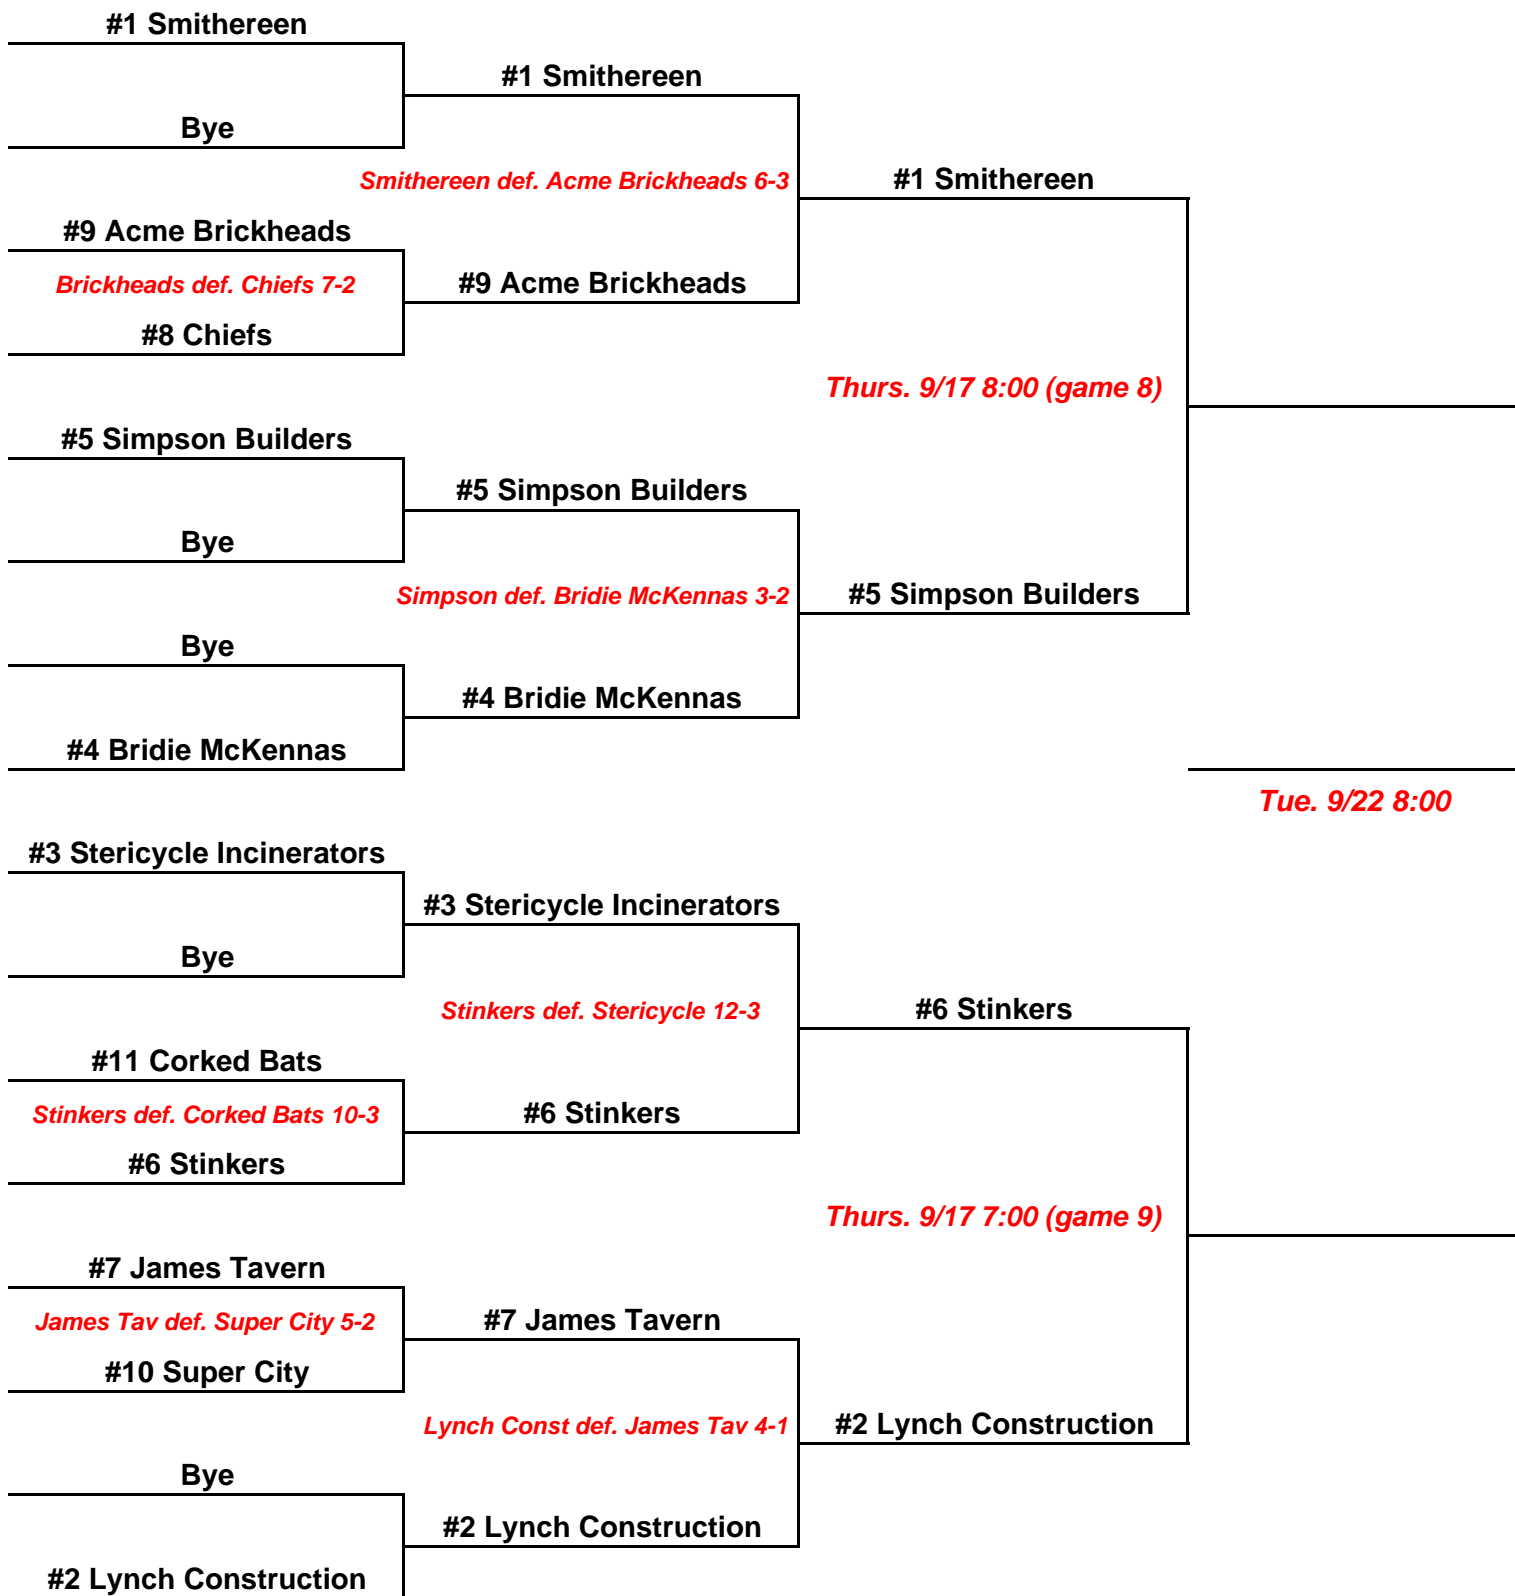 #1 Smithereen
#1 Smithereen
Bye
Smithereen def. Acme Brickheads 6-3
#1 Smithereen
#9 Acme Brickheads
Brickheads def. Chiefs 7-2
#9 Acme Brickheads
#8 Chiefs
Thurs. 9/17 8:00 (game 8)
#5 Simpson Builders
#5 Simpson Builders
Bye
Simpson def. Bridie McKennas 3-2
#5 Simpson Builders
Bye
#4 Bridie McKennas
#4 Bridie McKennas
Tue. 9/22 8:00
#3 Stericycle Incinerators
#3 Stericycle Incinerators
Bye
Stinkers def. Stericycle 12-3
#6 Stinkers
#11 Corked Bats
Stinkers def. Corked Bats 10-3
#6 Stinkers
#6 Stinkers
Thurs. 9/17 7:00 (game 9)
#7 James Tavern
James Tav def. Super City 5-2
#7 James Tavern
#10 Super City
Lynch Const def. James Tav 4-1
#2 Lynch Construction
Bye
#2 Lynch Construction
#2 Lynch Construction